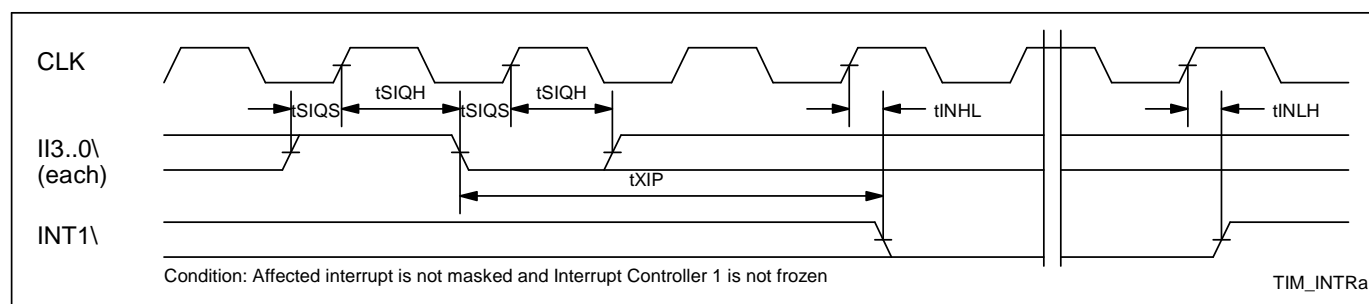 CLK
tSIQS tSIQH tSIQS tSIQH tINHL tINLH
II3..0\
(each)
tXIP
INT1\
Condition: Affected interrupt is not masked and Interrupt Controller 1 is not frozen
TIM_INTRa